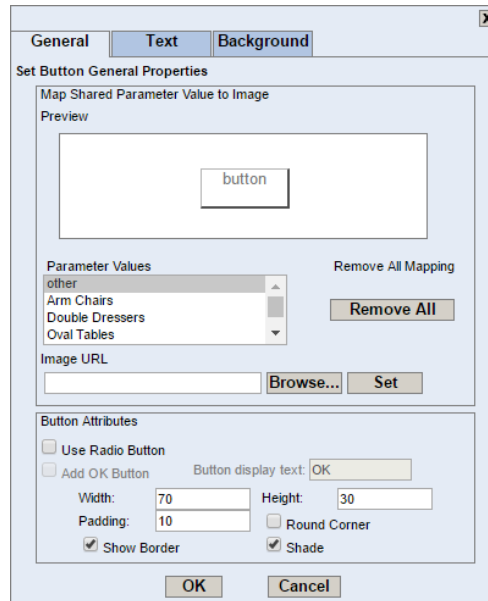 X
General Text Background
Set Button General Properties
Map Shared Parameter Value to Image
Preview
button
Parameter Values Remove All Mapping
other
Arm Chairs
Double Dressers
Oval Tables
Remove All
Image URL
Browse... Set
Button Attributes
Use Radio Button
Add OK Button Button display text: OK
Width: 70 Height: 30
Padding: 10 Round Corner
Show Border Shade
OK Cancel